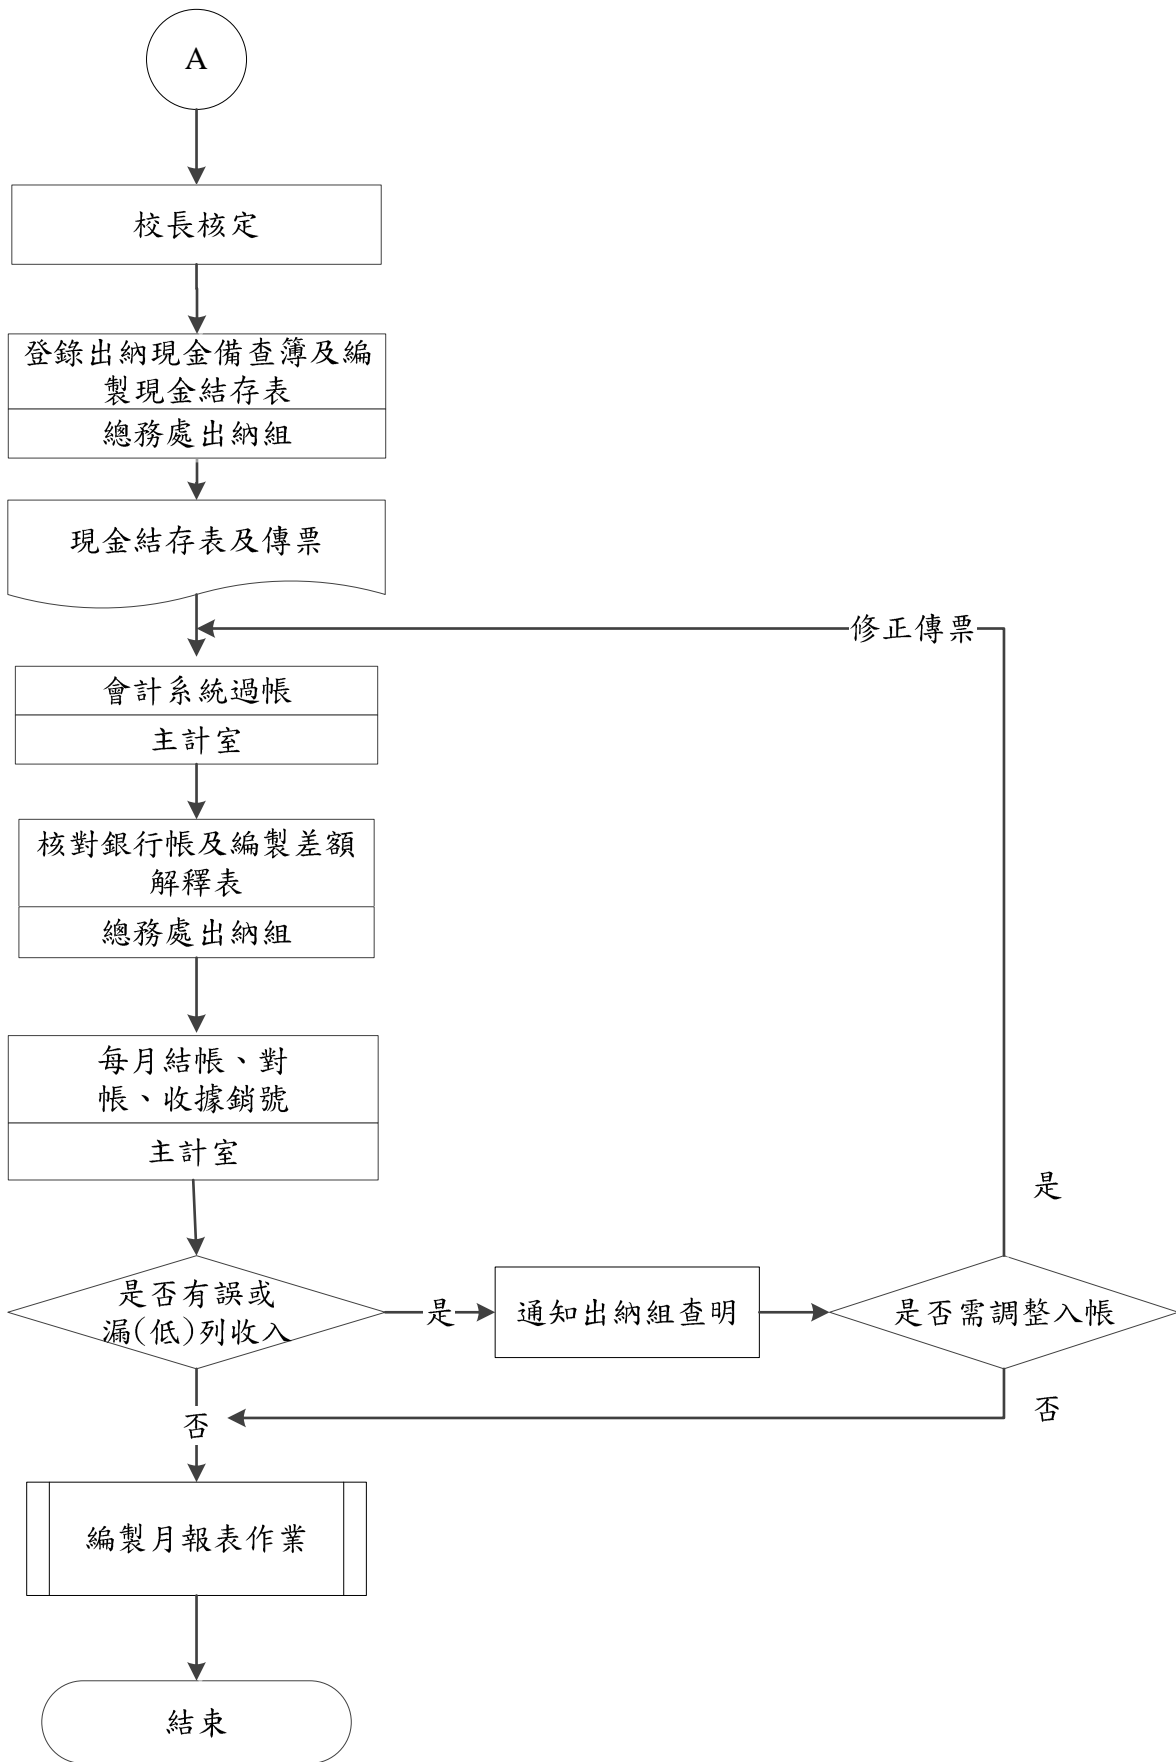 A
校長核定
登錄出納現金備查簿及編
製現金結存表
總務處出納組
現金結存表及傳票
修正傳票
會計系統過帳
主計室
核對銀行帳及編製差額
解釋表
總務處出納組
每月結帳、對
帳、收據銷號
主計室
是
是否有誤或
漏(低)列收入
是
通知出納組查明
是否需調整入帳
否
否
編製月報表作業
結束